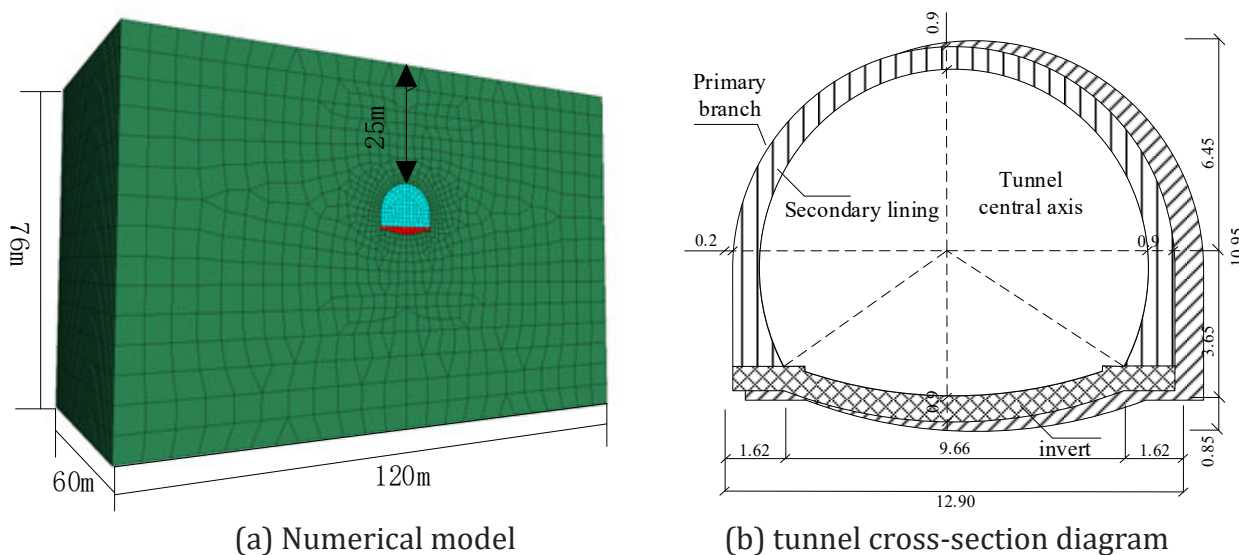 25m
76m
60m
120m
(a) Numerical model
0.9
Primary
branch
Secondary lining
Tunnel
central axis
6.45
0.2
0.9
10.95
3.65
0.9
invert
0.85
1.62
9.66
1.62
12.90
(b) tunnel cross-section diagram